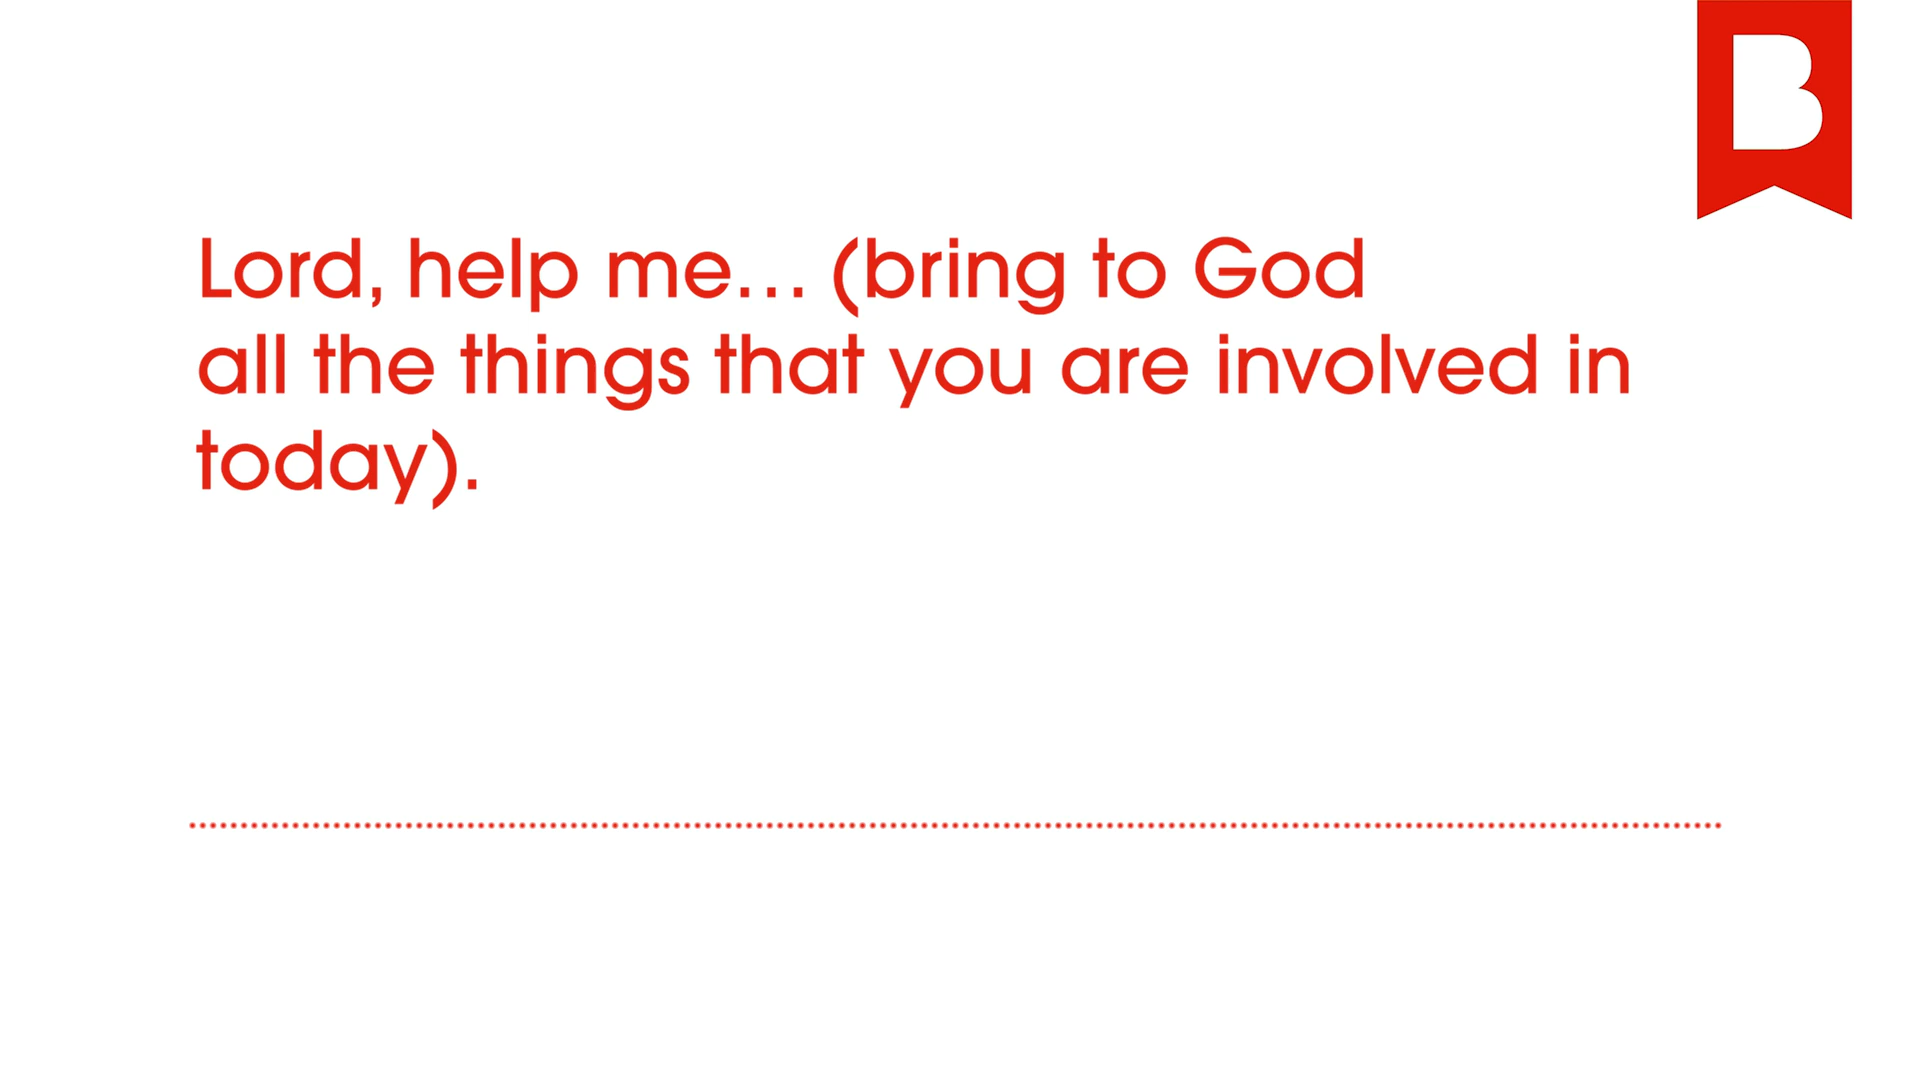 B
Lord, help me... (bring to God
all the things that you are involved in
today).